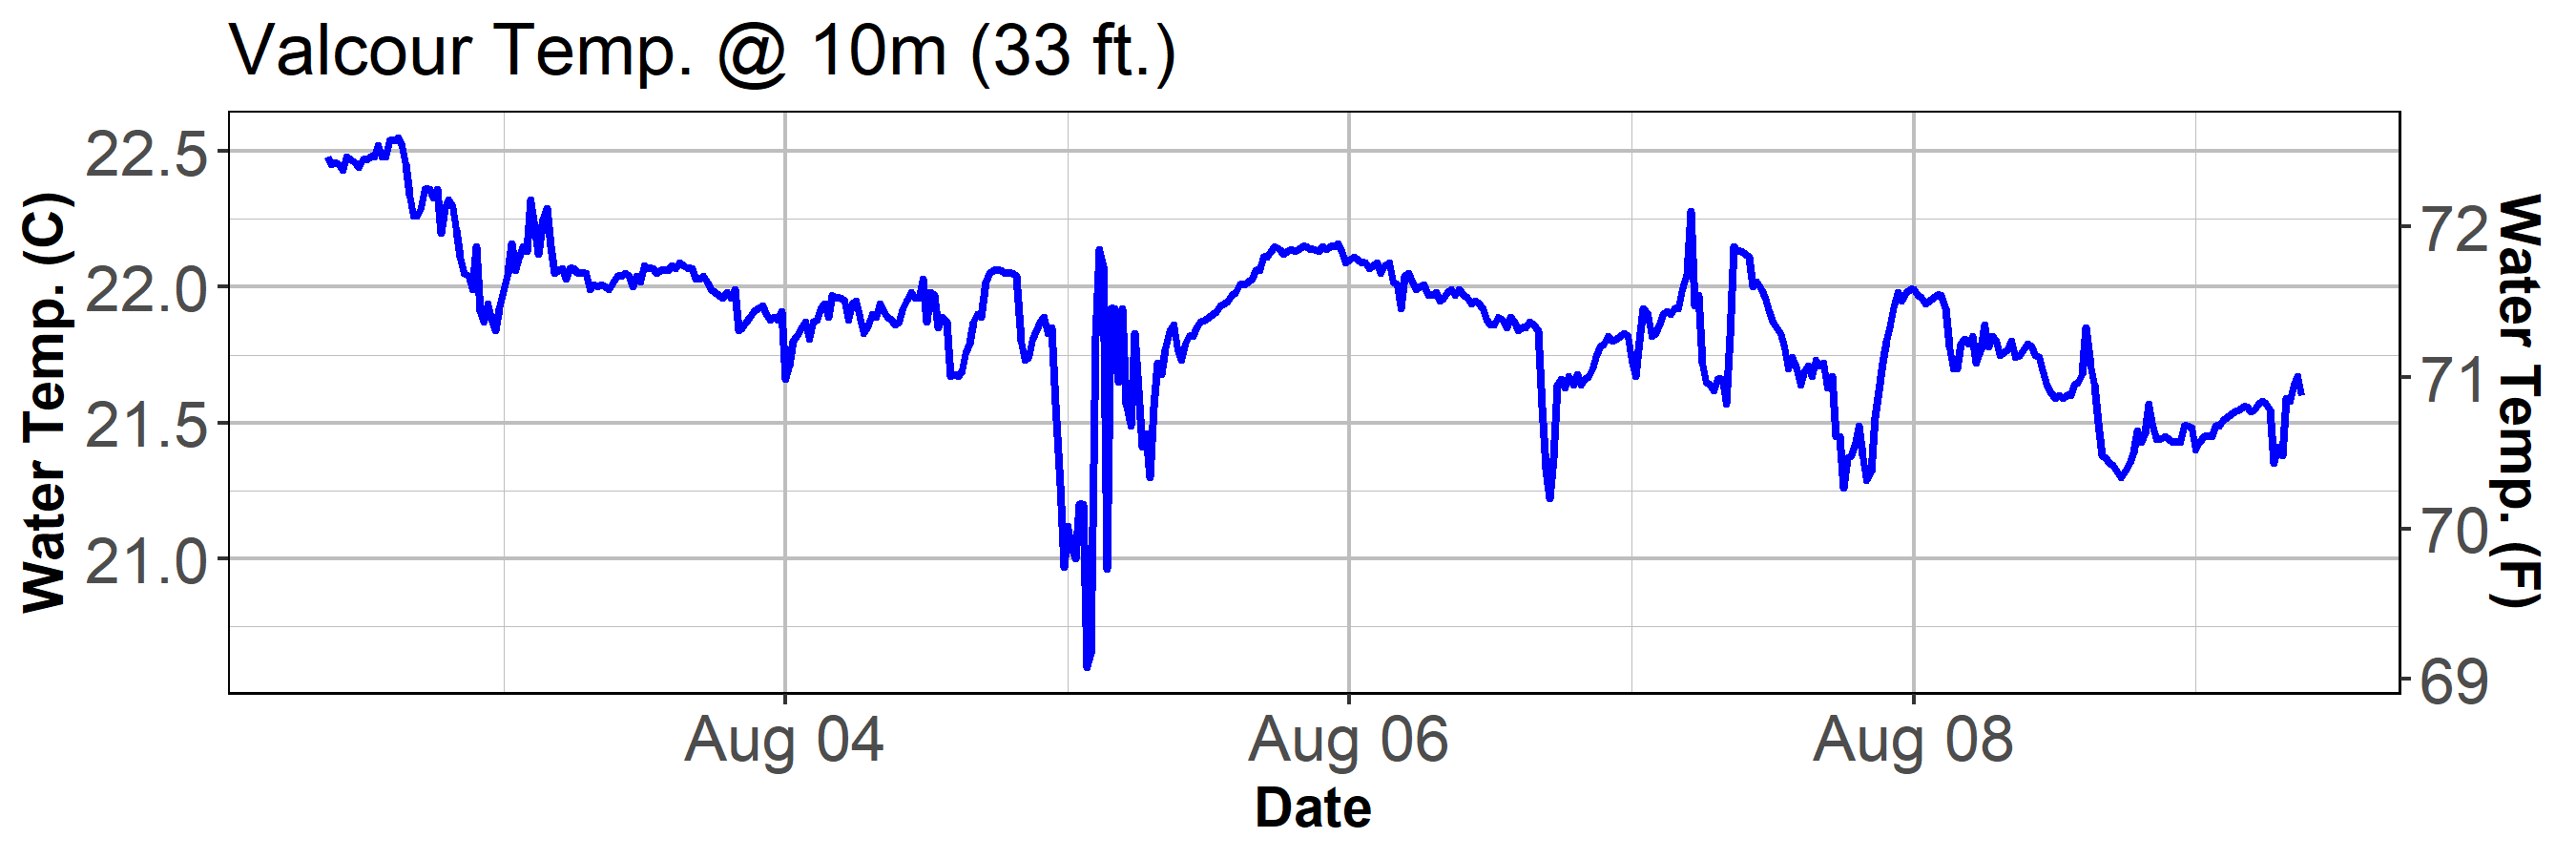 Valcour Temp. @ 10m (33 ft.)
Water Temp. (C)
22.5
22.0
21.5
21.0
72
71
70
69
Water Temp. (F)
Aug 04
Aug 06
Aug 08
Date